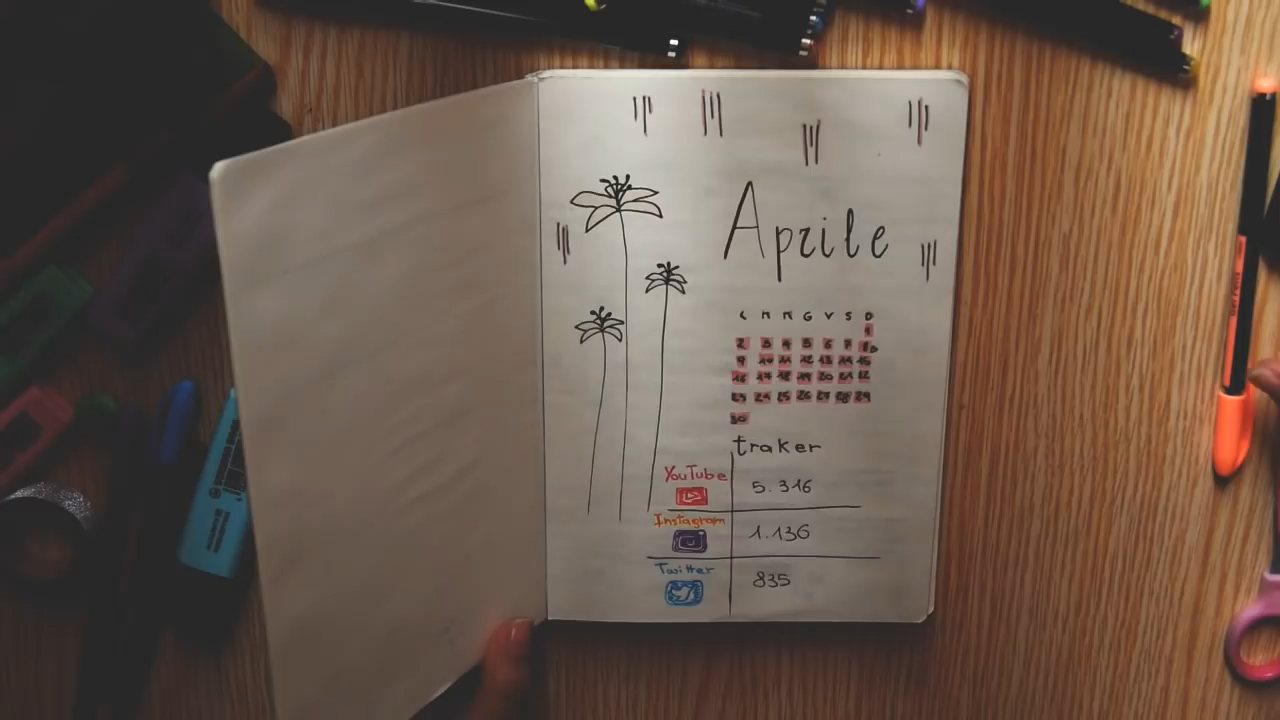 Aprile
L M M G V S D
1
2 3 4 5 6 7 8
9 10 11 12 13 14 15
16 17 18 19 20 21 22
23 24 25 26 27 28 29
30
traker
YouTube 5.316
Instagram 1.136
Twitter 835